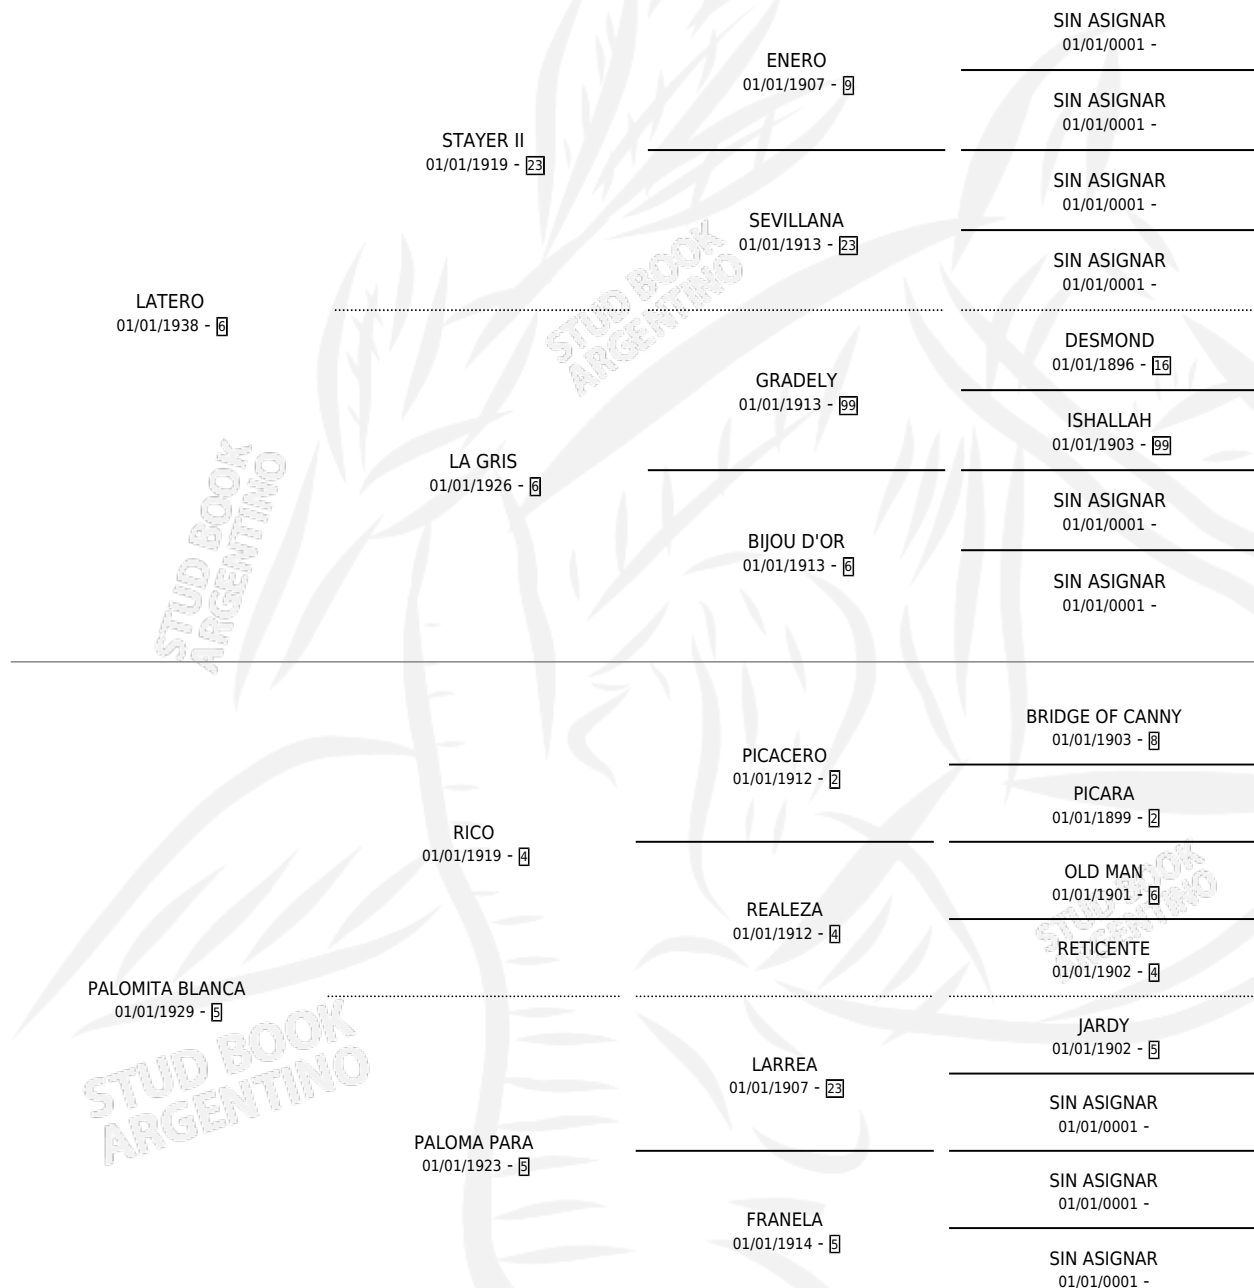 SIN ASIGNAR
01/01/0001 -
ENERO
01/01/1907 - 9
SIN ASIGNAR
01/01/0001 -
STAYER II
01/01/1919 - 23
SIN ASIGNAR
01/01/0001 -
SEVILLANA
01/01/1913 - 23
SIN ASIGNAR
01/01/0001 -
STUD BOOK
ARGENTINO
LATERO
01/01/1938 - 6
DESMOND
01/01/1896 - 16
GRADELY
01/01/1913 - 99
ISHALLAH
01/01/1903 - 99
LA GRIS
01/01/1926 - 6
SIN ASIGNAR
01/01/0001 -
BIJOU D'OR
01/01/1913 - 6
SIN ASIGNAR
01/01/0001 -
STUD BOOK
ARGENTINO
BRIDGE OF CANNY
01/01/1903 - 8
PICACERO
01/01/1912 - 2
PICARA
01/01/1899 - 2
RICO
01/01/1919 - 4
OLD MAN
01/01/1901 - 6
REALEZA
01/01/1912 - 4
RETICENTE
01/01/1902 - 4
STUD BOOK
ARGENTINO
PALOMITA BLANCA
01/01/1929 - 5
JARDY
01/01/1902 - 5
LARREA
01/01/1907 - 23
SIN ASIGNAR
01/01/0001 -
STUD BOOK
ARGENTINO
PALOMA PARA
01/01/1923 - 5
SIN ASIGNAR
01/01/0001 -
FRANELA
01/01/1914 - 5
SIN ASIGNAR
01/01/0001 -